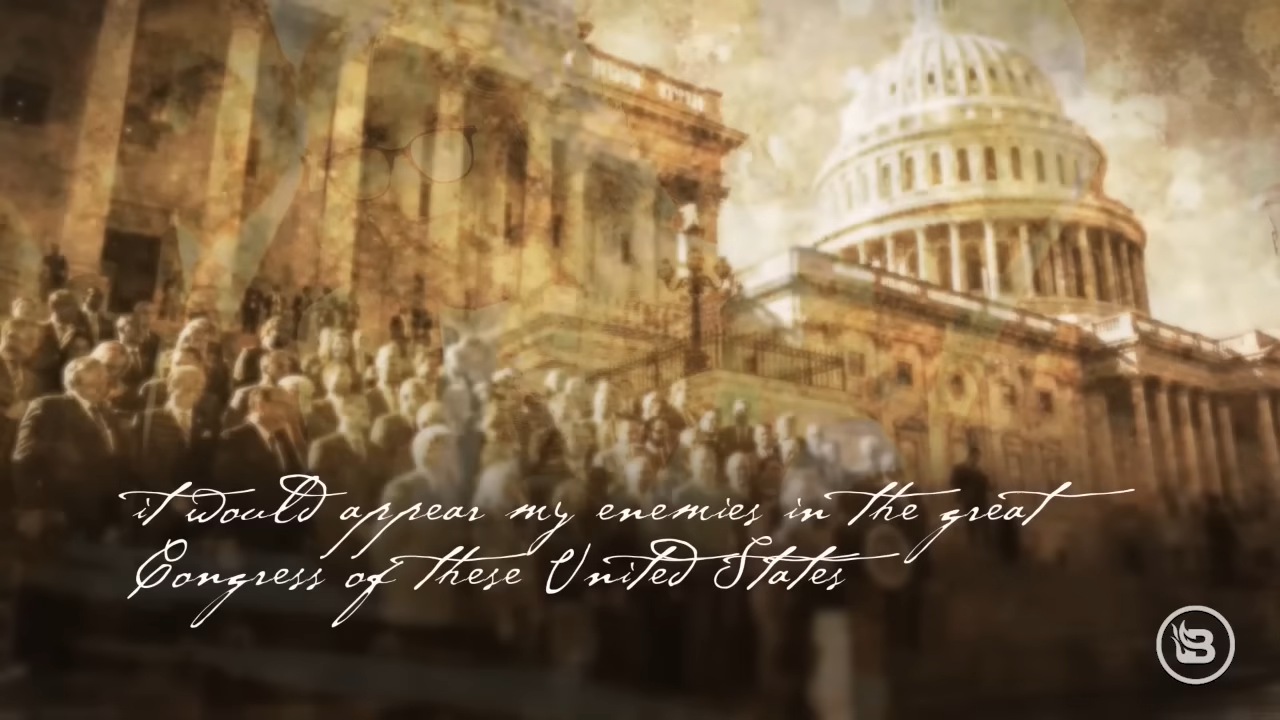 it would appear my enemies in the great
Congress of these United States
B